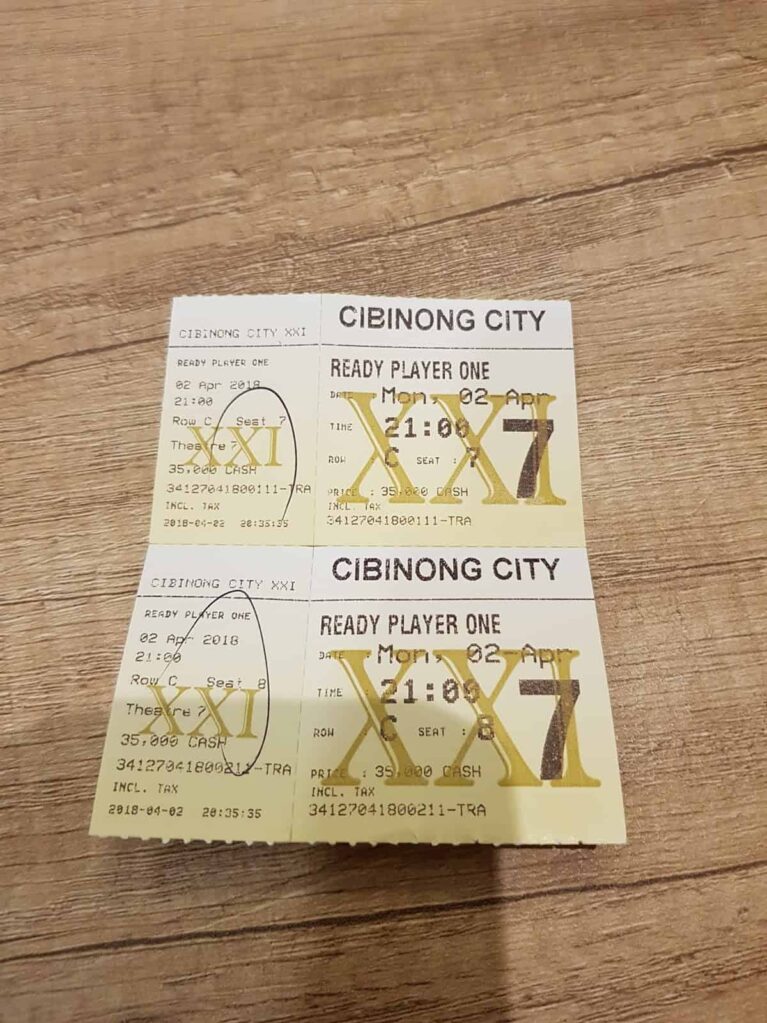 CIBINONG CITY XXI
READY PLAYER ONE
02 Apr 2018
21:00
Row C Seat 7
Theatre 7
XXI
35,000 CASH
34127041800111-TRA
INCL. TAX
2018-04-02 20:35:35
CIBINONG CITY
READY PLAYER ONE
DATE : Mon, 02-Apr
TIME : 21:00
ROW : C SEAT : 7
7
XXI
PRICE : 35,000 CASH
INCL. TAX
34127041800111-TRA
CIBINONG CITY XXI
READY PLAYER ONE
02 Apr 2018
21:00
Row C Seat 8
Theatre 7
XXI
35,000 CASH
34127041800211-TRA
INCL. TAX
2018-04-02 20:35:35
CIBINONG CITY
READY PLAYER ONE
DATE : Mon, 02-Apr
TIME : 21:00
ROW : C SEAT : 8
7
XXI
PRICE : 35,000 CASH
INCL. TAX
34127041800211-TRA